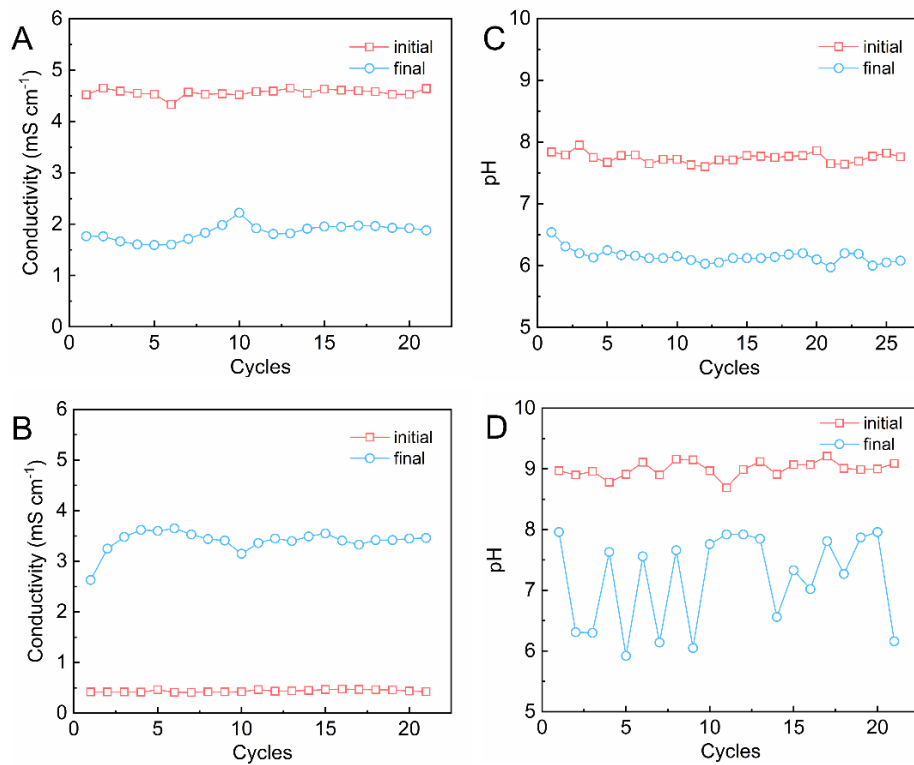 A
Conductivity (mS cm⁻¹)
6
5
4
3
2
1
0
initial
final
0 5 10 15 20
Cycles
C
pH
10
9
8
7
6
5
initial
final
0 5 10 15 20 25
Cycles
B
Conductivity (mS cm⁻¹)
6
5
4
3
2
1
0
initial
final
0 5 10 15 20
Cycles
D
pH
10
9
8
7
6
5
initial
final
0 5 10 15 20
Cycles